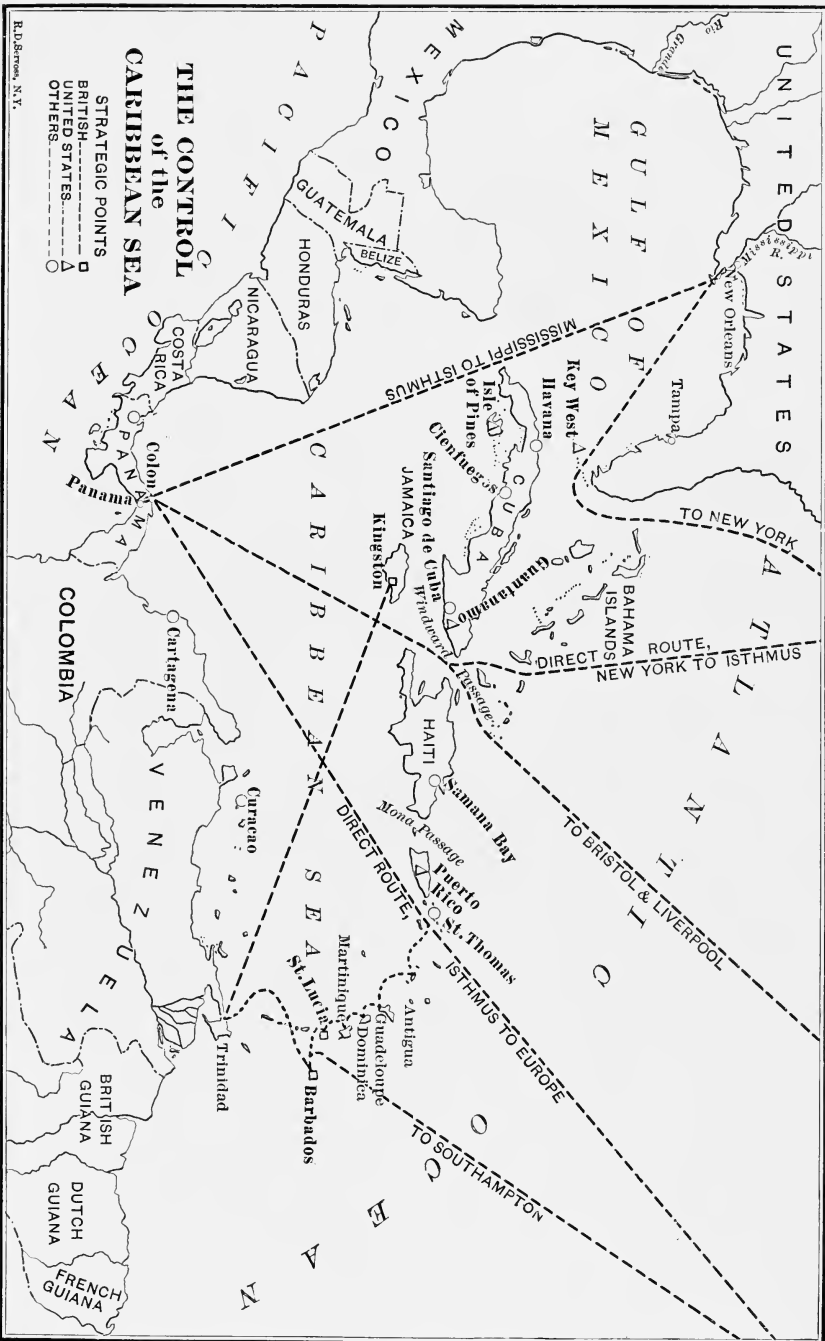 THE CONTROL
of the
CARIBBEAN SEA
STRATEGIC POINTS
BRITISH
UNITED STATES
OTHERS
R.D.Servoss, N.Y.
UNITED STATES
Rio Grande
Mississippi R.
New Orleans
Tampa
MEXICO
GULF OF
MEXICO
Key West
Havana
Isle
of Pines
Cienfuegos
CUBA
Santiago de Cuba
Guantanamo
BAHAMA
ISLANDS
ATLANTIC OCEAN
TO NEW YORK
DIRECT ROUTE,
NEW YORK TO ISTHMUS
TO BRISTOL & LIVERPOOL
MISSISSIPPI TO ISTHMUS
GUATEMALA
BELIZE
HONDURAS
NICARAGUA
COSTA
RICA
PANAMA
Colon
Panama
PACIFIC OCEAN
CARIBBEAN SEA
JAMAICA
Kingston
Windward Passage
HAITI
Samana Bay
Mona Passage
Puerto
Rico
St. Thomas
DIRECT ROUTE,
ISTHMUS TO EUROPE
Antigua
Guadeloupe
Dominica
Martinique
St. Lucia
Barbados
TO SOUTHAMPTON
Trinidad
Curacao
Cartagena
COLOMBIA
VENEZUELA
BRITISH
GUIANA
DUTCH
GUIANA
FRENCH
GUIANA